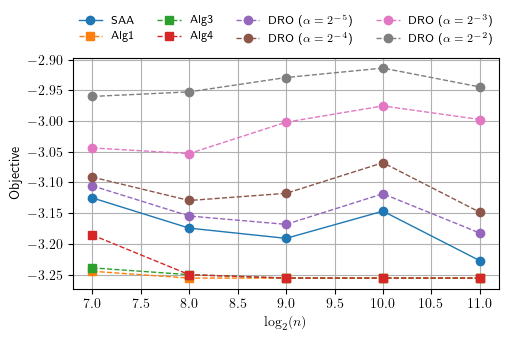 SAA Alg3 DRO (α = 2⁻⁵) DRO (α = 2⁻³)
Alg1 Alg4 DRO (α = 2⁻⁴) DRO (α = 2⁻²)
−2.90
−2.95
−3.00
−3.05
−3.10
−3.15
−3.20
−3.25
Objective
7.0 7.5 8.0 8.5 9.0 9.5 10.0 10.5 11.0
log₂(n)